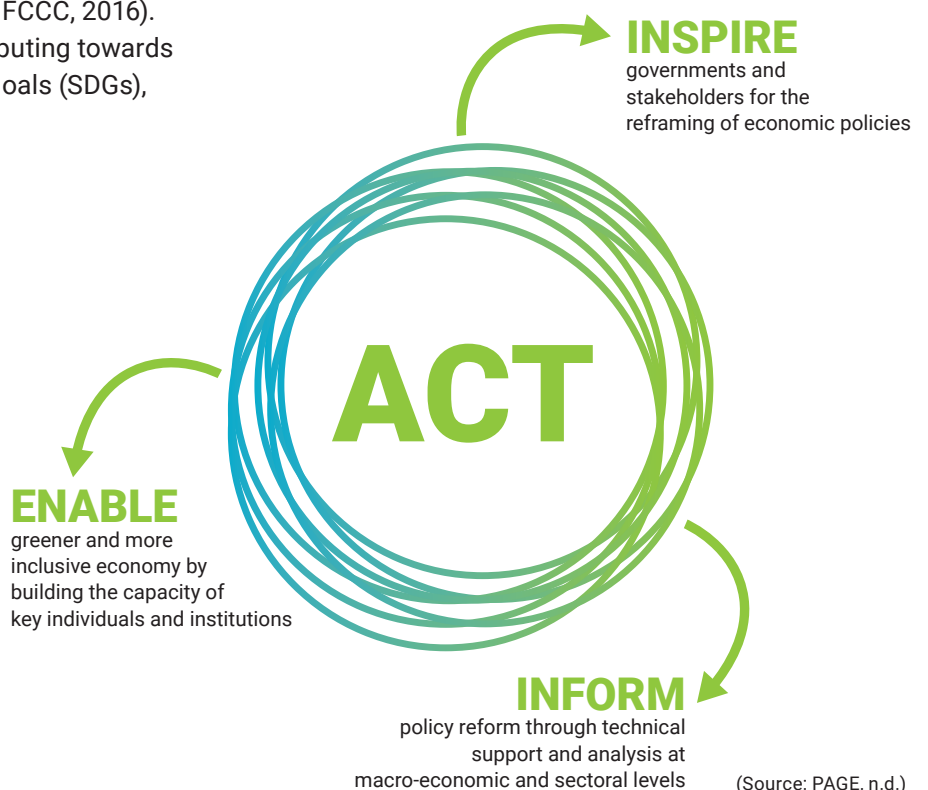 FCCC, 2016).
buting towards
oals (SDGs),
INSPIRE
governments and
stakeholders for the
reframing of economic policies
ACT
ENABLE
greener and more
inclusive economy by
building the capacity of
key individuals and institutions
INFORM
policy reform through technical
support and analysis at
macro-economic and sectoral levels
(Source: PAGE, n.d.)